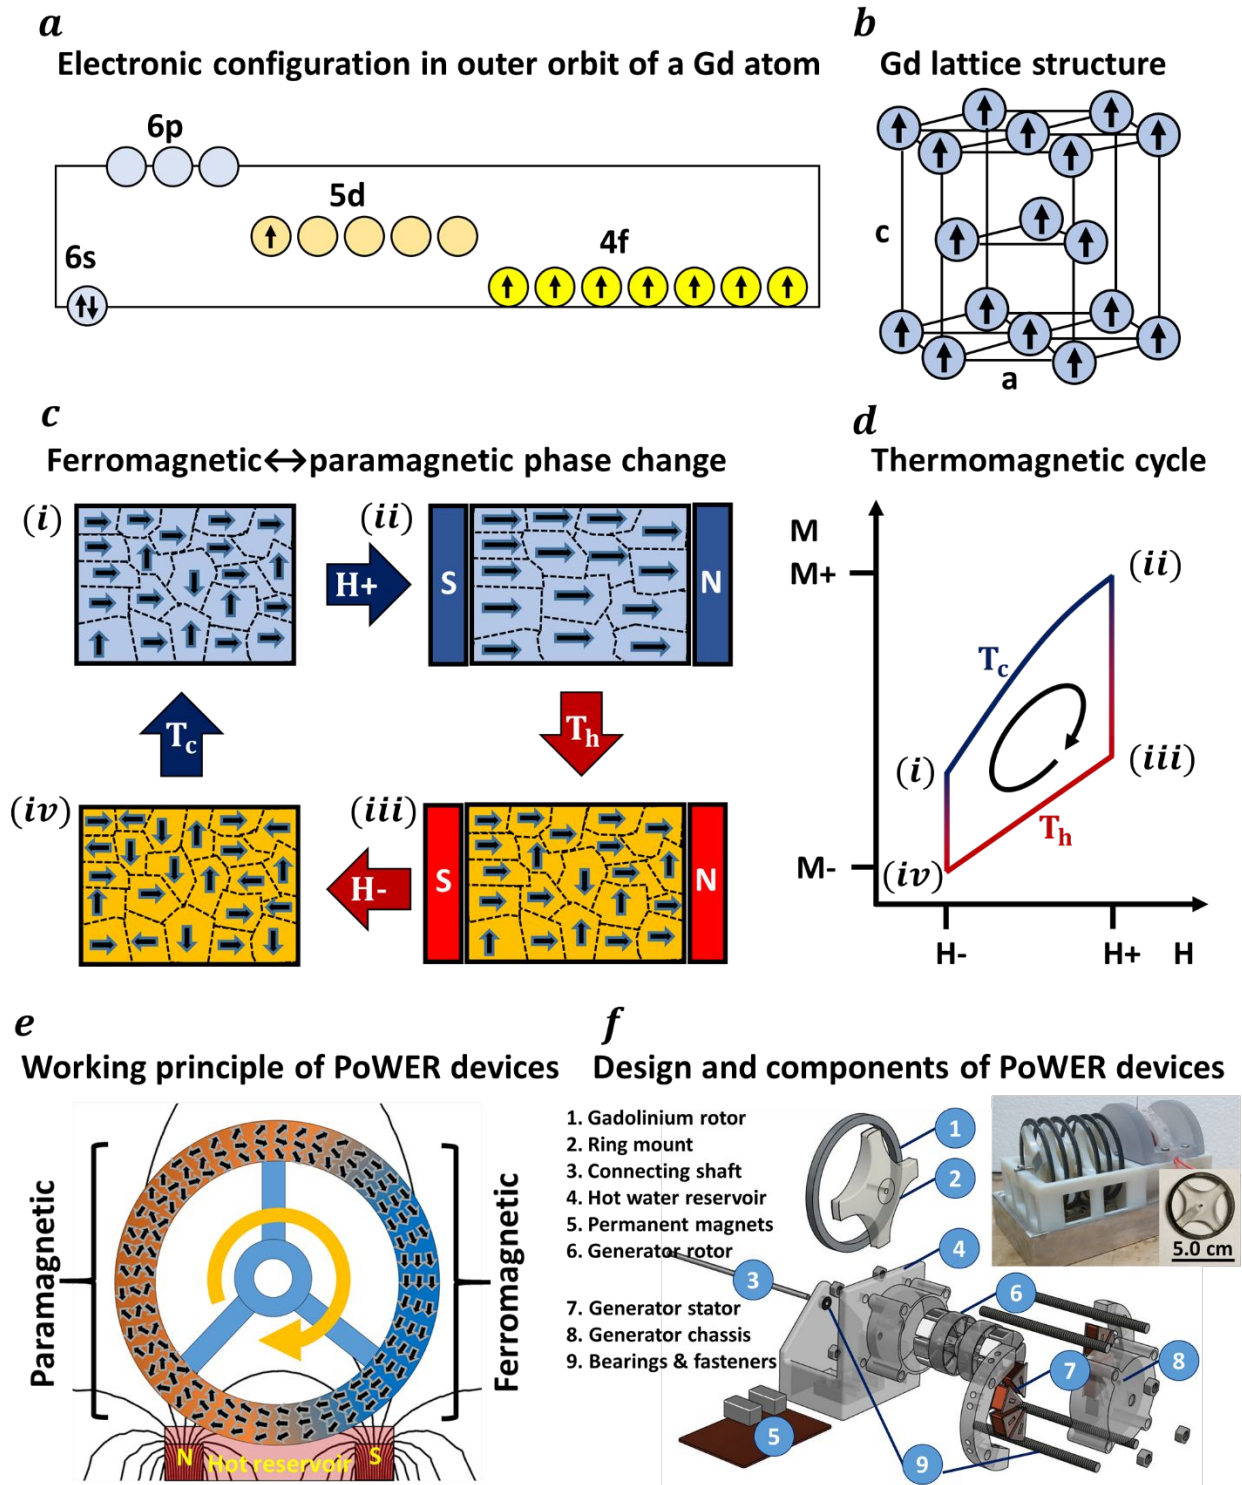 a
Electronic configuration in outer orbit of a Gd atom
6p
5d
4f
6s
b
Gd lattice structure
c
a
c
Ferromagnetic↔paramagnetic phase change
(i)
H+
(ii)
S
N
T_c
T_h
(iv)
H-
(iii)
S
N
d
Thermomagnetic cycle
M
M+
(ii)
T_c
(i)
(iii)
T_h
M-
(iv)
H-
H+
H
e
Working principle of PoWER devices
Paramagnetic
Ferromagnetic
N
Hot reservoir
S
f
Design and components of PoWER devices
1. Gadolinium rotor
2. Ring mount
3. Connecting shaft
4. Hot water reservoir
5. Permanent magnets
6. Generator rotor
7. Generator stator
8. Generator chassis
9. Bearings & fasteners
1
2
3
4
5
6
7
8
9
5.0 cm